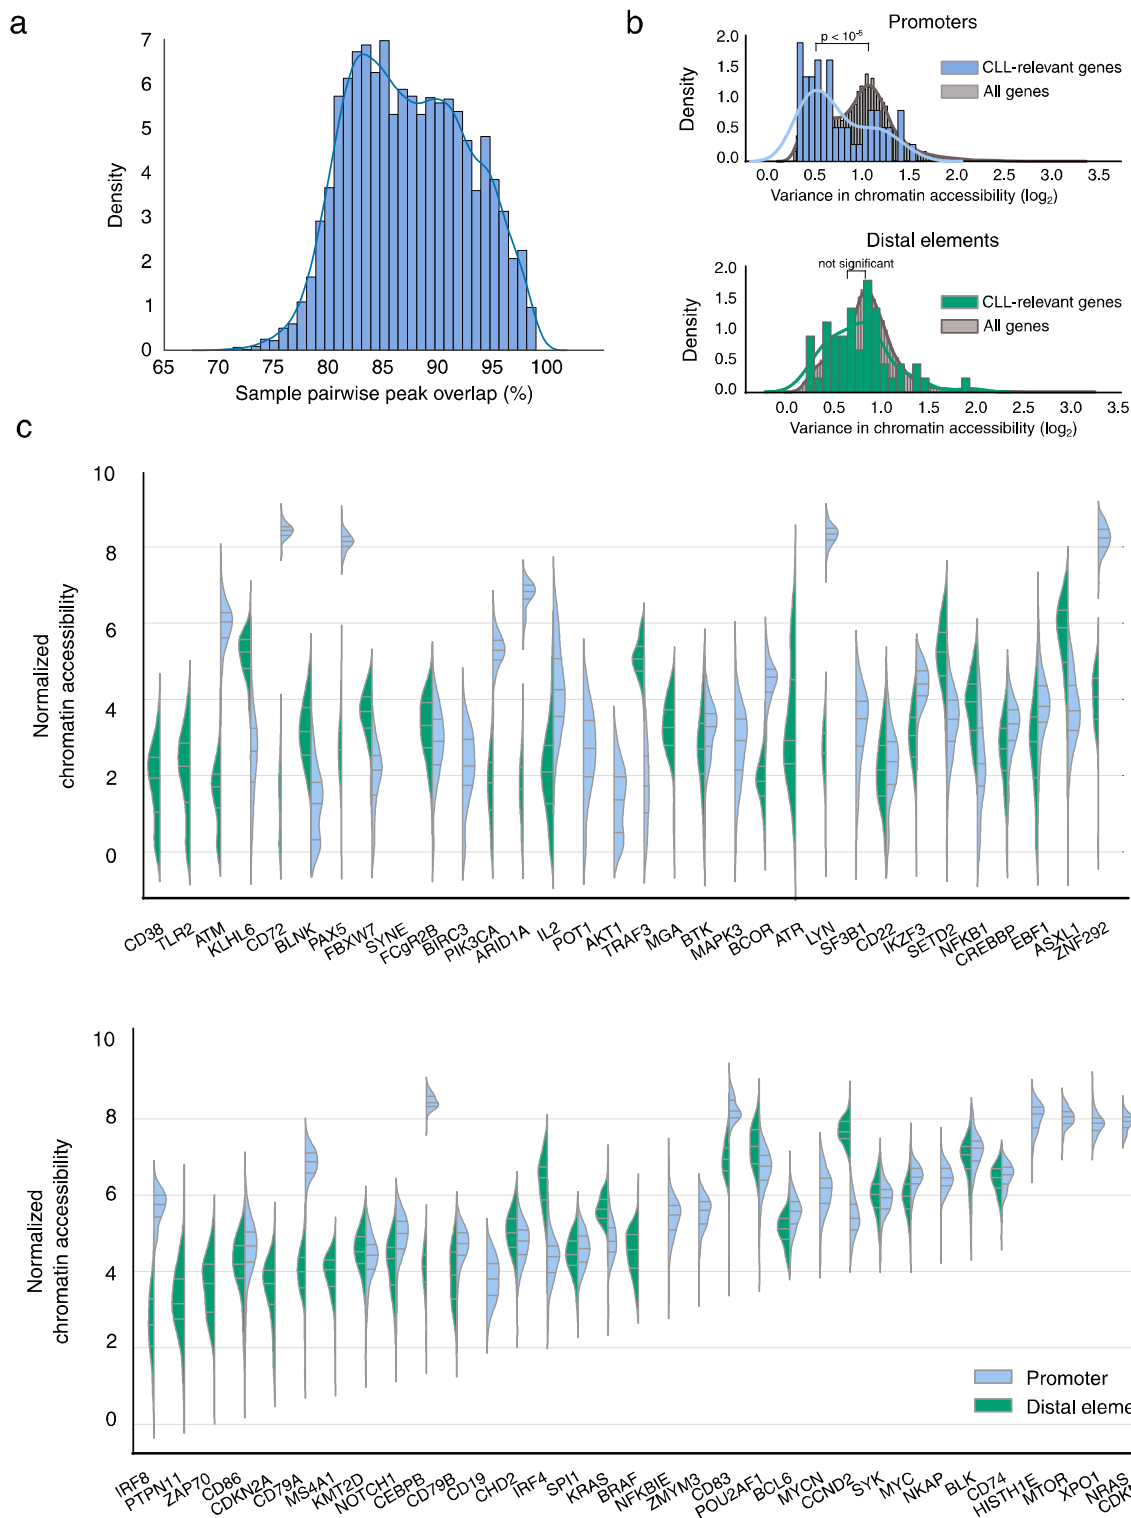 a
7
6
5
4
3
2
1
0
Density
65 70 75 80 85 90 95 100
Sample pairwise peak overlap (%)
b
Promoters
2.0
1.5
1.0
0.5
0.0
Density
p < 10-5
CLL-relevant genes
All genes
0.0 0.5 1.0 1.5 2.0 2.5 3.0 3.5
Variance in chromatin accessibility (log2)
Distal elements
2.0
1.5
1.0
0.5
0.0
Density
not significant
CLL-relevant genes
All genes
0.0 0.5 1.0 1.5 2.0 2.5 3.0 3.5
Variance in chromatin accessibility (log2)
c
10
8
6
4
2
0
Normalized
chromatin accessibility
CD38 TLR2 ATM KLHL6 CD72 BLNK PAX5 FBXW7 SYNE FCgR2B BIRC3 PIK3CA ARID1A IL2 POT1 AKT1 TRAF3 MGA BTK MAPK3 BCOR ATR LYN SF3B1 CD22 IKZF3 SETD2 NFKB1 CREBBP EBF1 ASXL1 ZNF292
10
8
6
4
2
0
Normalized
chromatin accessibility
Promoter
Distal eleme
IRF8 PTPN11 ZAP70 CD86 CDKN2A CD79A MS4A1 KMT2D NOTCH1 CEBPB CD79B CD19 CHD2 IRF4 SPI1 KRAS BRAF NFKBIE ZMYM3 CD83 POU2AF1 BCL6 MYCN CCND2 SYK MYC NKAP BLK CD74 HISTH1E MTOR XPO1 NRAS